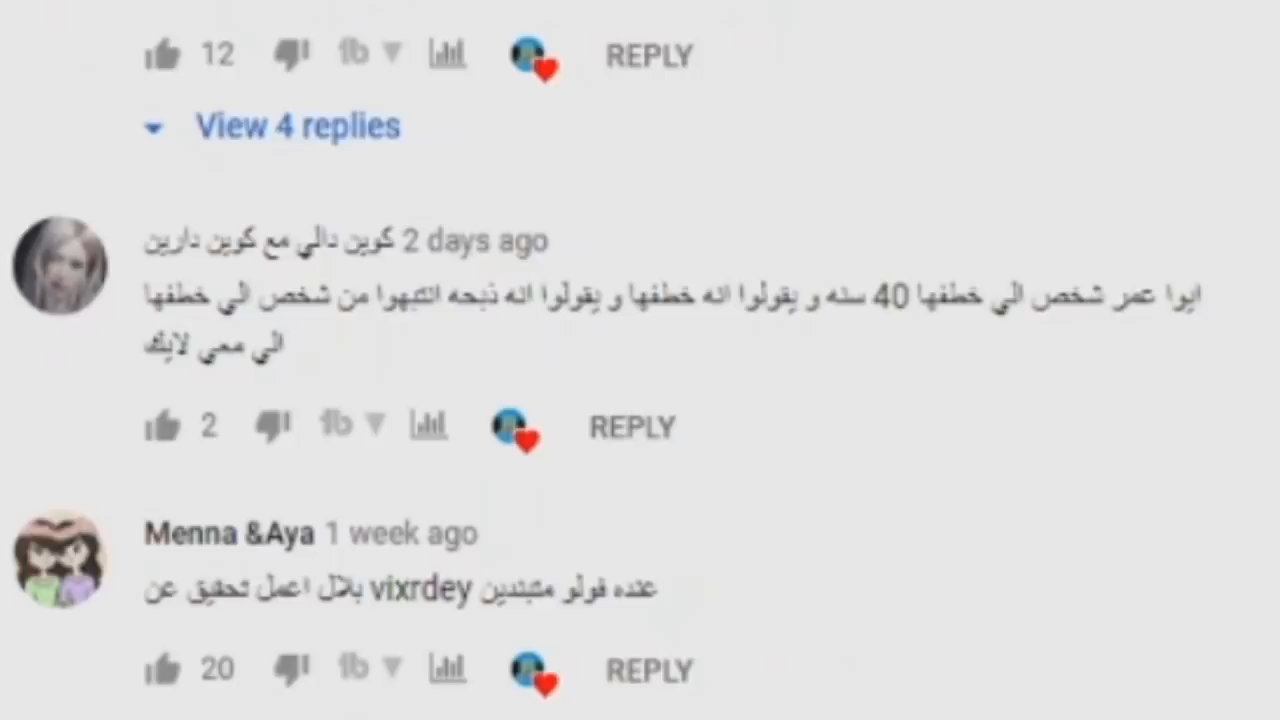 12 REPLY
View 4 replies
كوين دالي مع كوين دارين 2 days ago
ايوا عمر شخص الي خطفها 40 سنه و يقولوا انه خطفها و يقولوا انه ذبحه انتبهوا من شخص الي خطفها
الي معي لايك
2 REPLY
Menna &Aya 1 week ago
بلال اعمل تحقيق عن vixrdey عنده فولو متبندين
20 REPLY